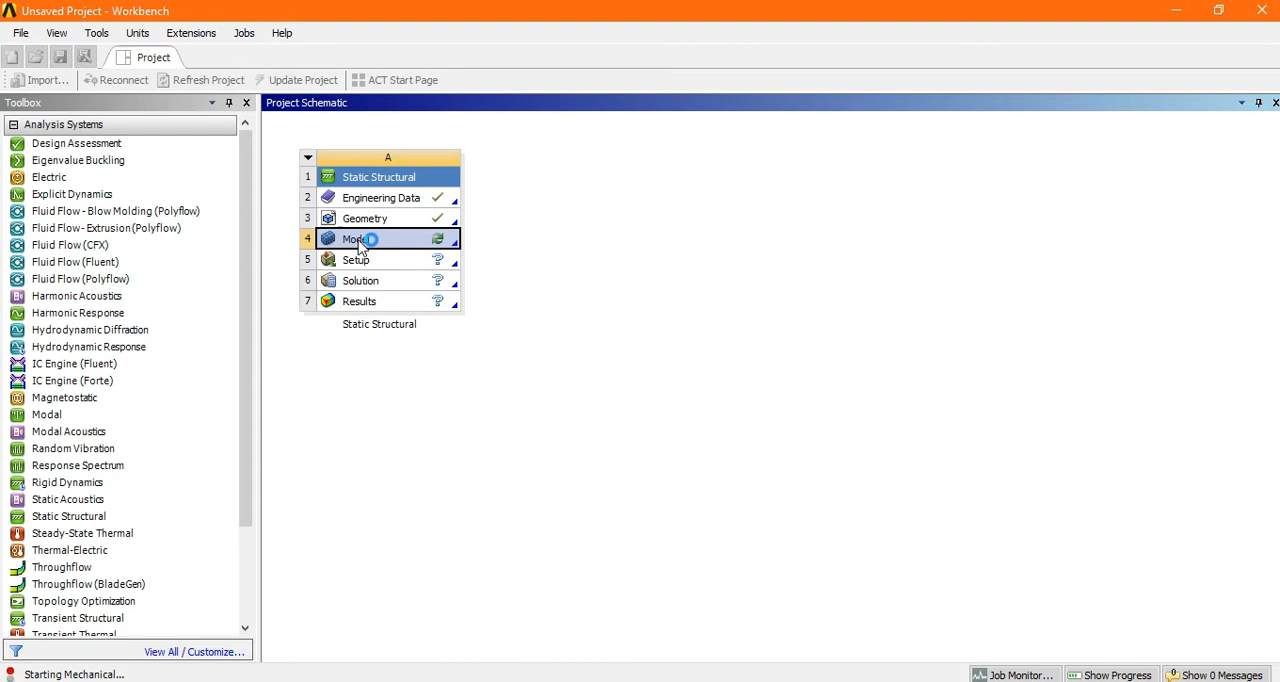 Unsaved Project - Workbench
File View Tools Units Extensions Jobs Help
Project
Import... Reconnect Refresh Project Update Project ACT Start Page
Toolbox
Project Schematic
Analysis Systems
Design Assessment
Eigenvalue Buckling
Electric
Explicit Dynamics
Fluid Flow - Blow Molding (Polyflow)
Fluid Flow - Extrusion (Polyflow)
Fluid Flow (CFX)
Fluid Flow (Fluent)
Fluid Flow (Polyflow)
Harmonic Acoustics
Harmonic Response
Hydrodynamic Diffraction
Hydrodynamic Response
IC Engine (Fluent)
IC Engine (Forte)
Magnetostatic
Modal
Modal Acoustics
Random Vibration
Response Spectrum
Rigid Dynamics
Static Acoustics
Static Structural
Steady-State Thermal
Thermal-Electric
Throughflow
Throughflow (BladeGen)
Topology Optimization
Transient Structural
Transient Thermal
View All / Customize...
A
1 Static Structural
2 Engineering Data
3 Geometry
4
5 Setup
6 Solution
7 Results
Static Structural
Starting Mechanical...
Job Monitor... Show Progress Show 0 Messages